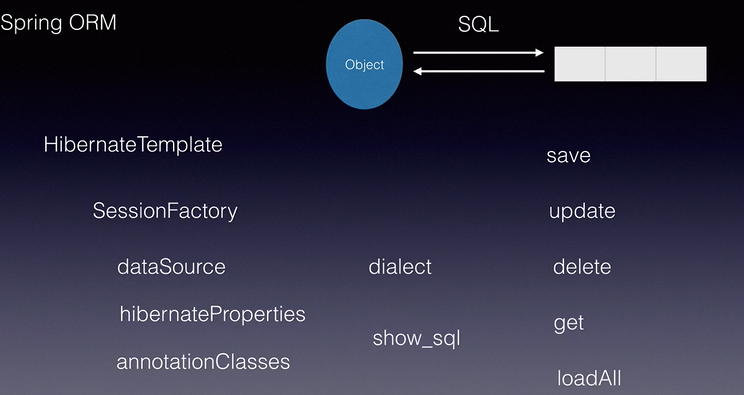 Spring ORM
SQL
Object
HibernateTemplate
save
SessionFactory
update
dataSource
dialect
delete
hibernateProperties
get
show_sql
annotationClasses
loadAll